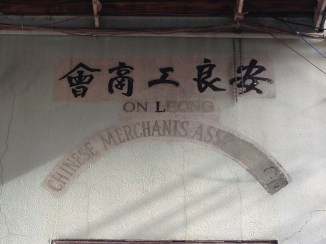 安良工商會
ON LEONG
CHINESE MERCHANTS